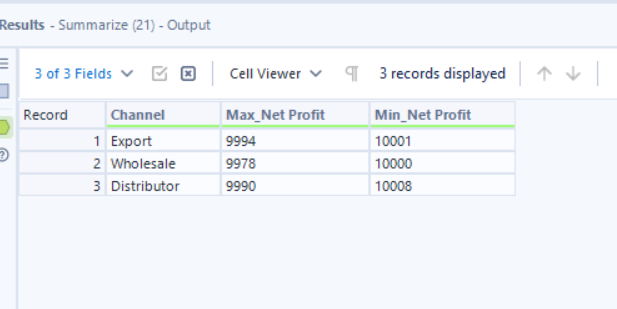 Results - Summarize (21) - Output
3 of 3 Fields Cell Viewer 3 records displayed
Record Channel Max_Net Profit Min_Net Profit
1 Export 9994 10001
2 Wholesale 9978 10000
3 Distributor 9990 10008